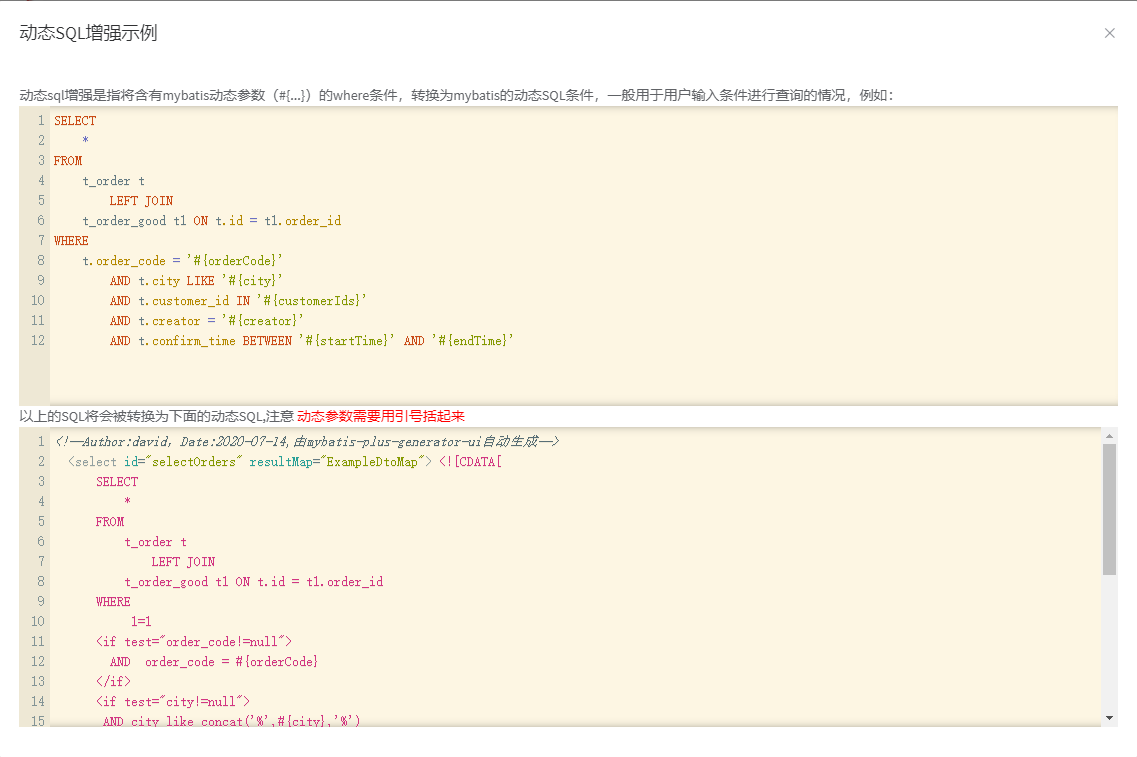 动态SQL增强示例
×
动态sql增强是指将含有mybatis动态参数（#{...}）的where条件，转换为mybatis的动态SQL条件，一般用于用户输入条件进行查询的情况，例如：
1 SELECT
2 *
3 FROM
4 t_order t
5 LEFT JOIN
6 t_order_good t1 ON t.id = t1.order_id
7 WHERE
8 t.order_code = '#{orderCode}'
9 AND t.city LIKE '#{city}'
10 AND t.customer_id IN '#{customerIds}'
11 AND t.creator = '#{creator}'
12 AND t.confirm_time BETWEEN '#{startTime}' AND '#{endTime}'
以上的SQL将会被转换为下面的动态SQL,注意 动态参数需要用引号括起来
1 <!--Author:david, Date:2020-07-14,由mybatis-plus-generator-ui自动生成-->
2 <select id="selectOrders" resultMap="ExampleDtoMap"> <![CDATA[
3 SELECT
4 *
5 FROM
6 t_order t
7 LEFT JOIN
8 t_order_good t1 ON t.id = t1.order_id
9 WHERE
10 1=1
11 <if test="order_code!=null">
12 AND  order_code = #{orderCode}
13 </if>
14 <if test="city!=null">
15 AND city like concat('%',#{city},'%')